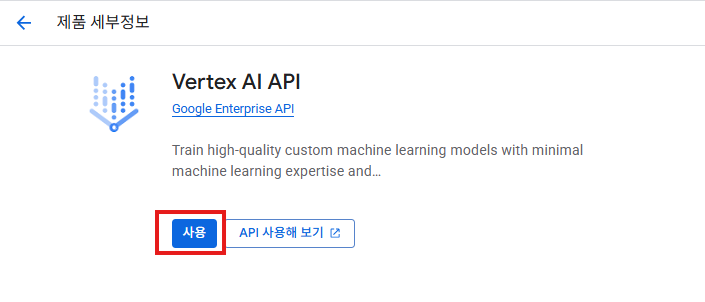 제품 세부정보
Vertex AI API
Google Enterprise API
Train high-quality custom machine learning models with minimal
machine learning expertise and…
사용
API 사용해 보기